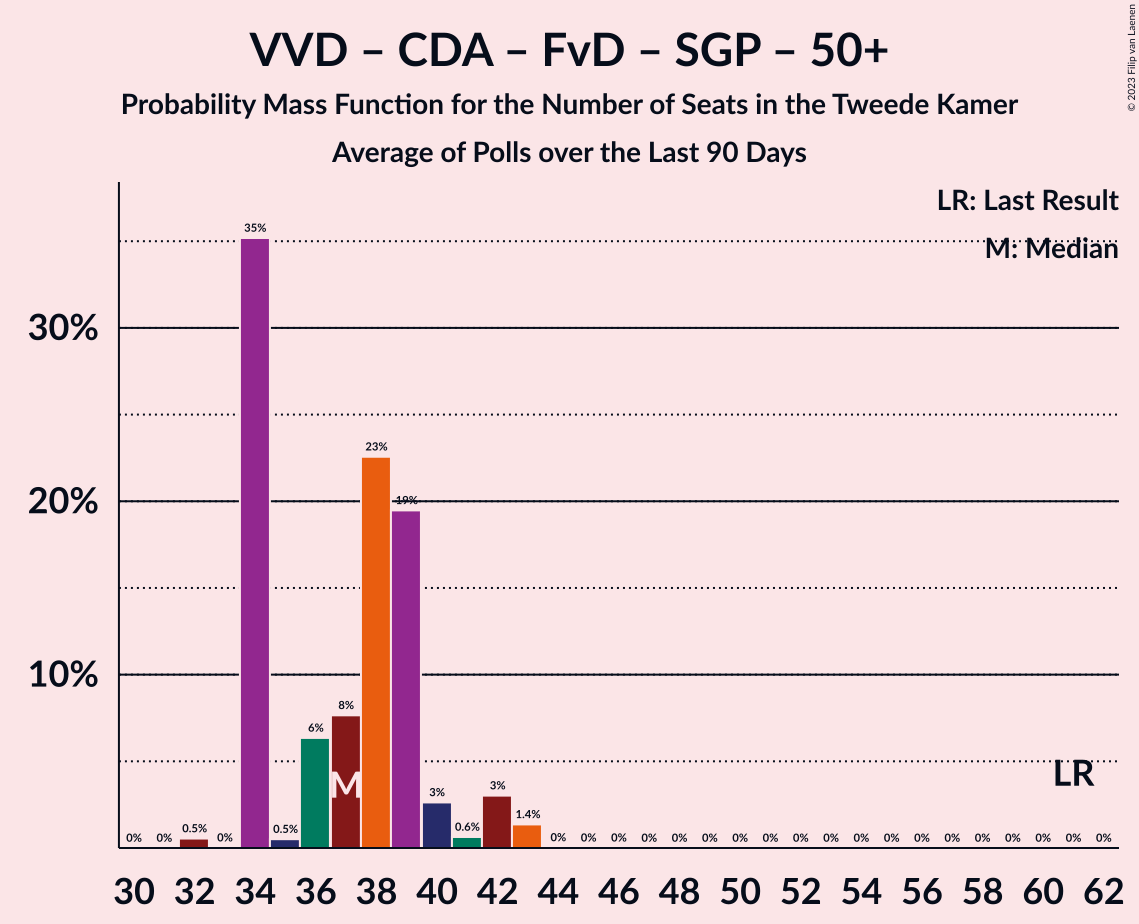 VVD – CDA – FvD – SGP – 50+
Probability Mass Function for the Number of Seats in the Tweede Kamer
Average of Polls over the Last 90 Days
© 2023 Filip van Laenen
LR: Last Result
M: Median
30%
20%
10%
0% 0% 0.5% 0% 35% 0.5% 6% 8% 23% 19% 3% 0.6% 3% 1.4% 0% 0% 0% 0% 0% 0% 0% 0% 0% 0% 0% 0% 0% 0% 0% 0% 0% 0% 0%
M
LR
30 32 34 36 38 40 42 44 46 48 50 52 54 56 58 60 62